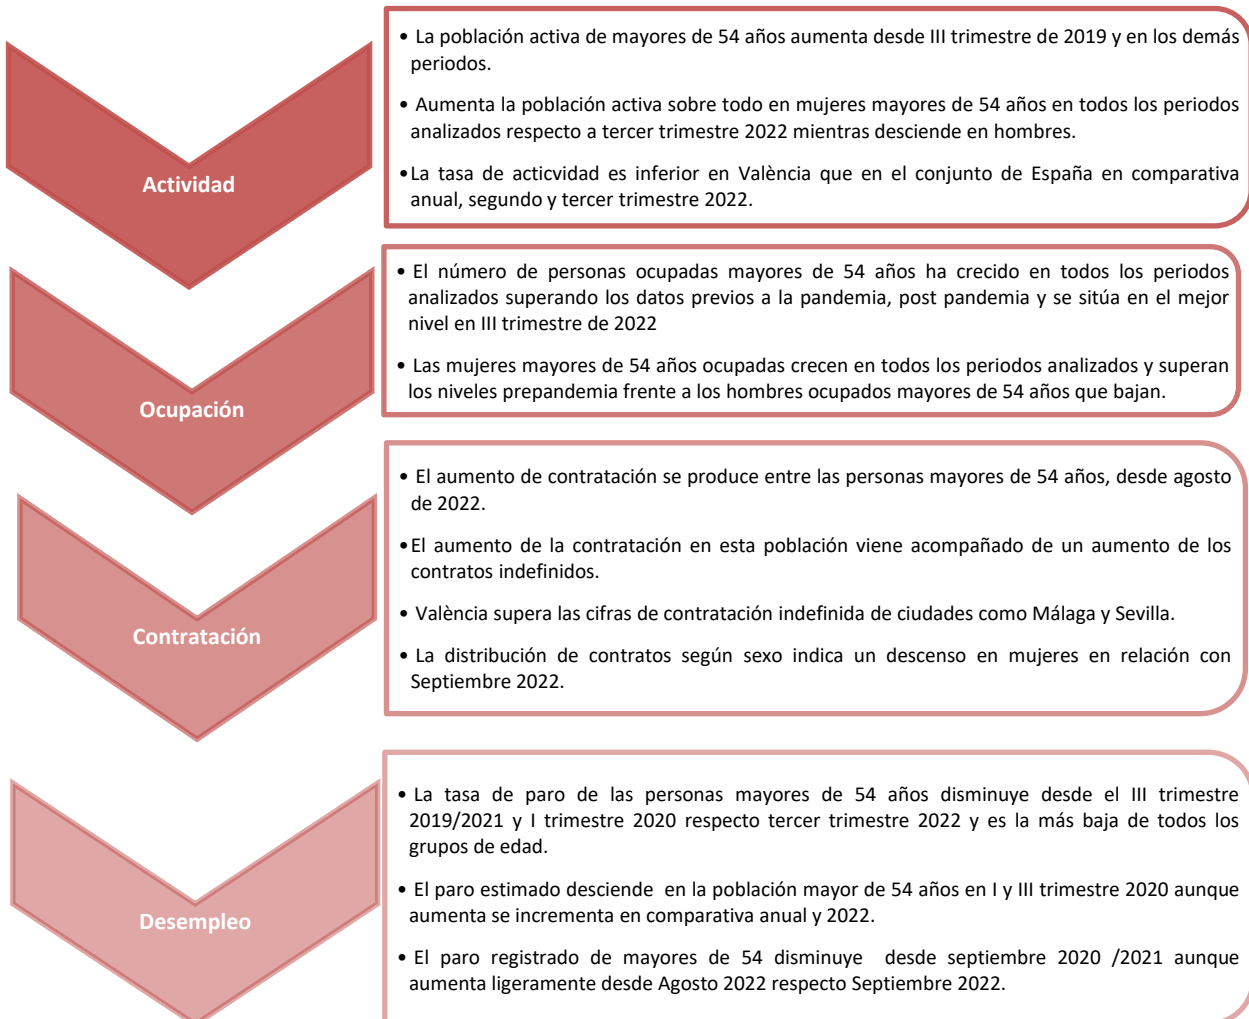 Actividad
• La población activa de mayores de 54 años aumenta desde III trimestre de 2019 y en los demás
periodos.
• Aumenta la población activa sobre todo en mujeres mayores de 54 años en todos los periodos
analizados respecto a tercer trimestre 2022 mientras desciende en hombres.
•La tasa de acticvidad es inferior en València que en el conjunto de España en comparativa
anual, segundo y tercer trimestre 2022.
Ocupación
• El número de personas ocupadas mayores de 54 años ha crecido en todos los periodos
analizados superando los datos previos a la pandemia, post pandemia y se sitúa en el mejor
nivel en III trimestre de 2022
• Las mujeres mayores de 54 años ocupadas crecen en todos los periodos analizados y superan
los niveles prepandemia frente a los hombres ocupados mayores de 54 años que bajan.
Contratación
• El aumento de contratación se produce entre las personas mayores de 54 años, desde agosto
de 2022.
•El aumento de la contratación en esta población viene acompañado de un aumento de los
contratos indefinidos.
• València supera las cifras de contratación indefinida de ciudades como Málaga y Sevilla.
• La distribución de contratos según sexo indica un descenso en mujeres en relación con
Septiembre 2022.
Desempleo
• La tasa de paro de las personas mayores de 54 años disminuye desde el III trimestre
2019/2021 y I trimestre 2020 respecto tercer trimestre 2022 y es la más baja de todos los
grupos de edad.
• El paro estimado desciende en la población mayor de 54 años en I y III trimestre 2020 aunque
aumenta se incrementa en comparativa anual y 2022.
• El paro registrado de mayores de 54 disminuye desde septiembre 2020 /2021 aunque
aumenta ligeramente desde Agosto 2022 respecto Septiembre 2022.